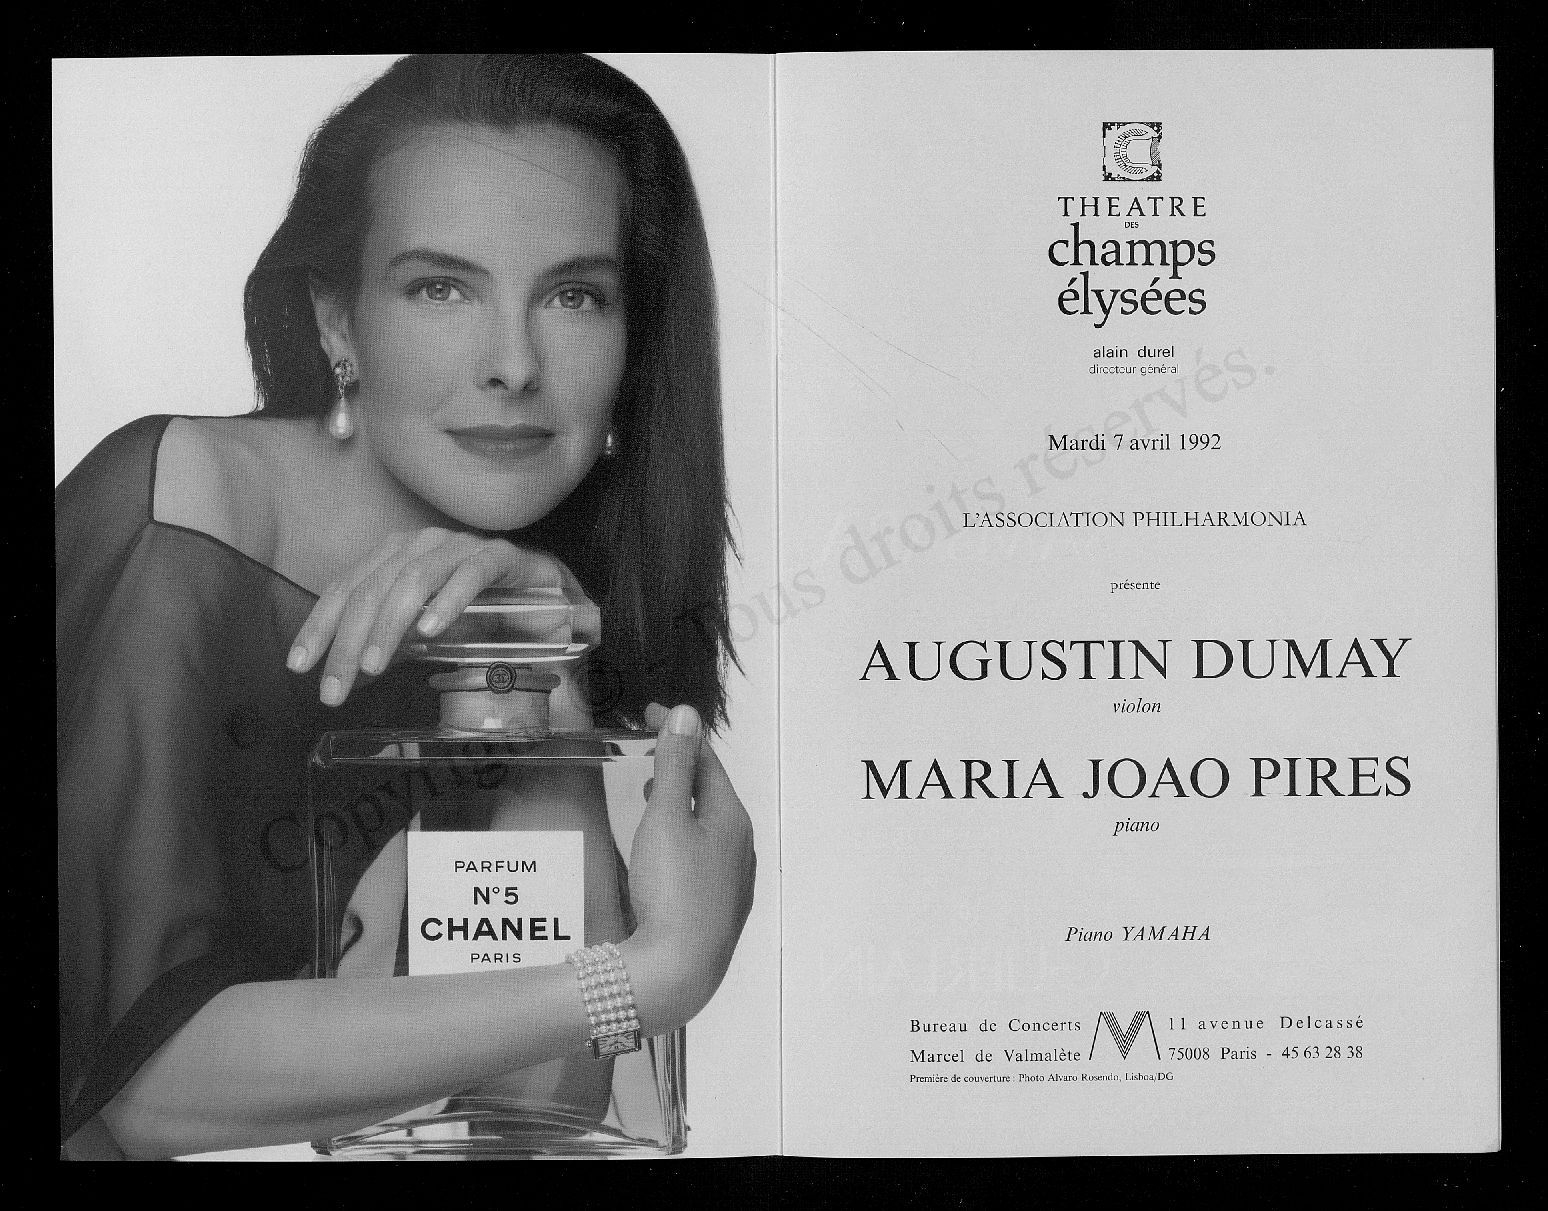 PARFUM
N°5
CHANEL
PARIS
THEATRE
DES
champs
élysées
alain durel
directeur général
Mardi 7 avril 1992
L'ASSOCIATION PHILHARMONIA
présente
AUGUSTIN DUMAY
violon
MARIA JOAO PIRES
piano
Piano YAMAHA
Bureau de Concerts
Marcel de Valmalète
11 avenue Delcassé
75008 Paris - 45 63 28 38
Première de couverture : Photo Alvaro Rosendo, Lisboa/DG
Copyright © Tous droits réservés.